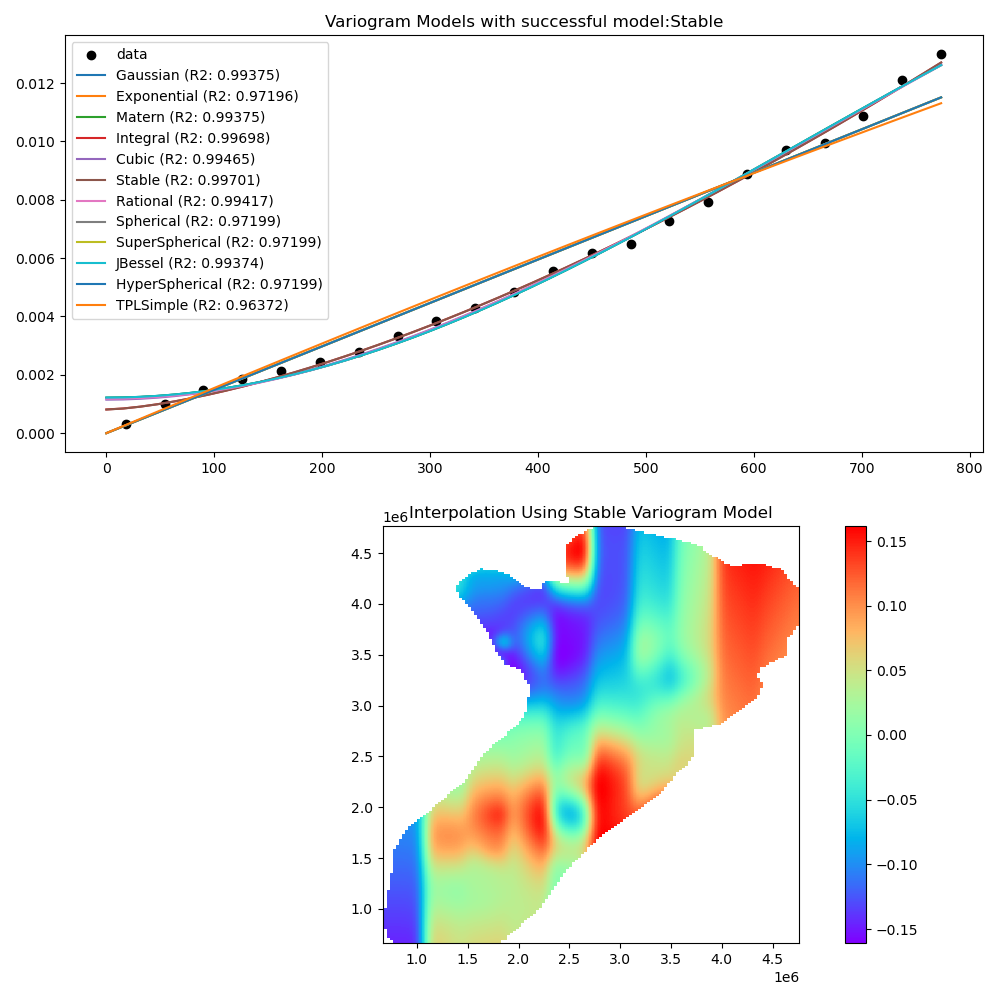 Variogram Models with successful model:Stable
data
Gaussian (R2: 0.99375)
Exponential (R2: 0.97196)
Matern (R2: 0.99375)
Integral (R2: 0.99698)
Cubic (R2: 0.99465)
Stable (R2: 0.99701)
Rational (R2: 0.99417)
Spherical (R2: 0.97199)
SuperSpherical (R2: 0.97199)
JBessel (R2: 0.99374)
HyperSpherical (R2: 0.97199)
TPLSimple (R2: 0.96372)
0.012
0.010
0.008
0.006
0.004
0.002
0.000
0 100 200 300 400 500 600 700 800
Interpolation Using Stable Variogram Model
1e6
4.5
4.0
3.5
3.0
2.5
2.0
1.5
1.0
1.0 1.5 2.0 2.5 3.0 3.5 4.0 4.5
1e6
0.15
0.10
0.05
0.00
−0.05
−0.10
−0.15